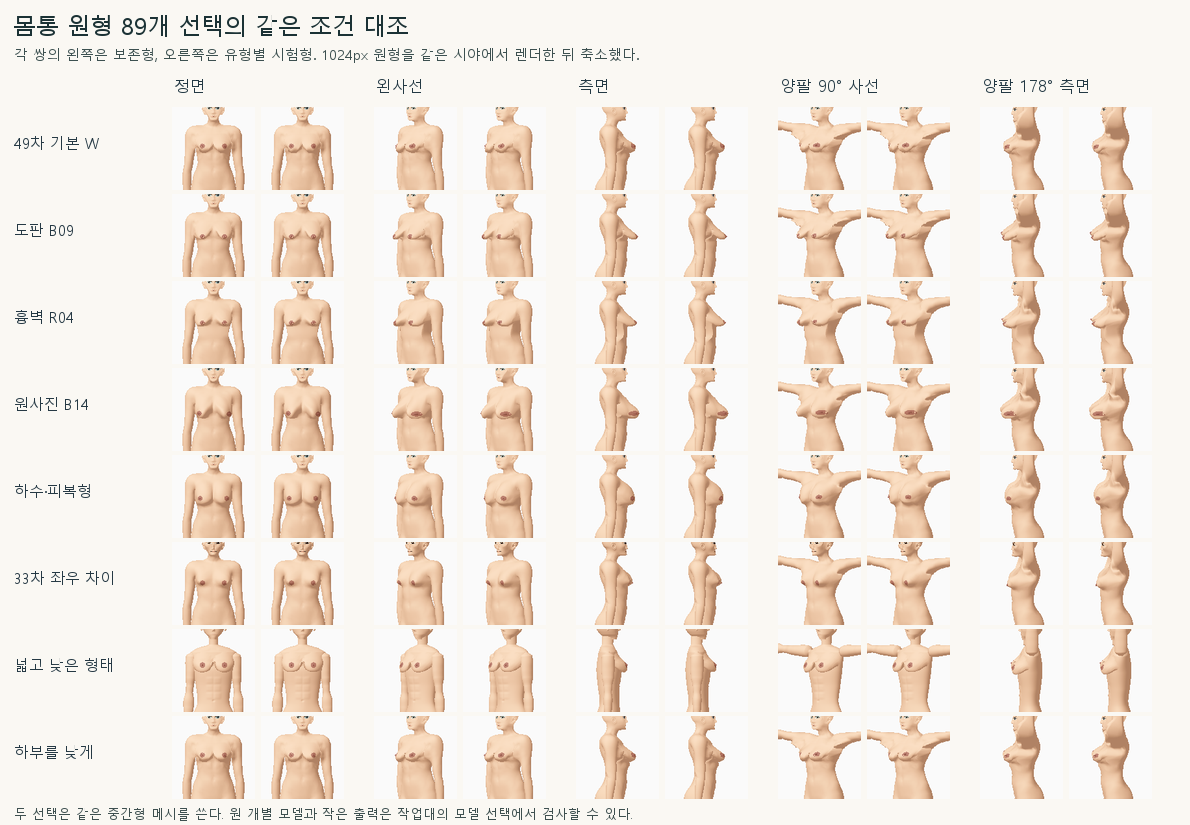 몸통 원형 89개 선택의 같은 조건 대조
각 쌍의 왼쪽은 보존형, 오른쪽은 유형별 시험형. 1024px 원형을 같은 시야에서 렌더한 뒤 축소했다.
정면 왼사선 측면 양팔 90° 사선 양팔 178° 측면
49차 기본 W
도판 B09
흉벽 R04
원사진 B14
하수·피복형
33차 좌우 차이
넓고 낮은 형태
하부를 낮게
두 선택은 같은 중간형 메시를 쓴다. 원 개별 모델과 작은 출력은 작업대의 모델 선택에서 검사할 수 있다.